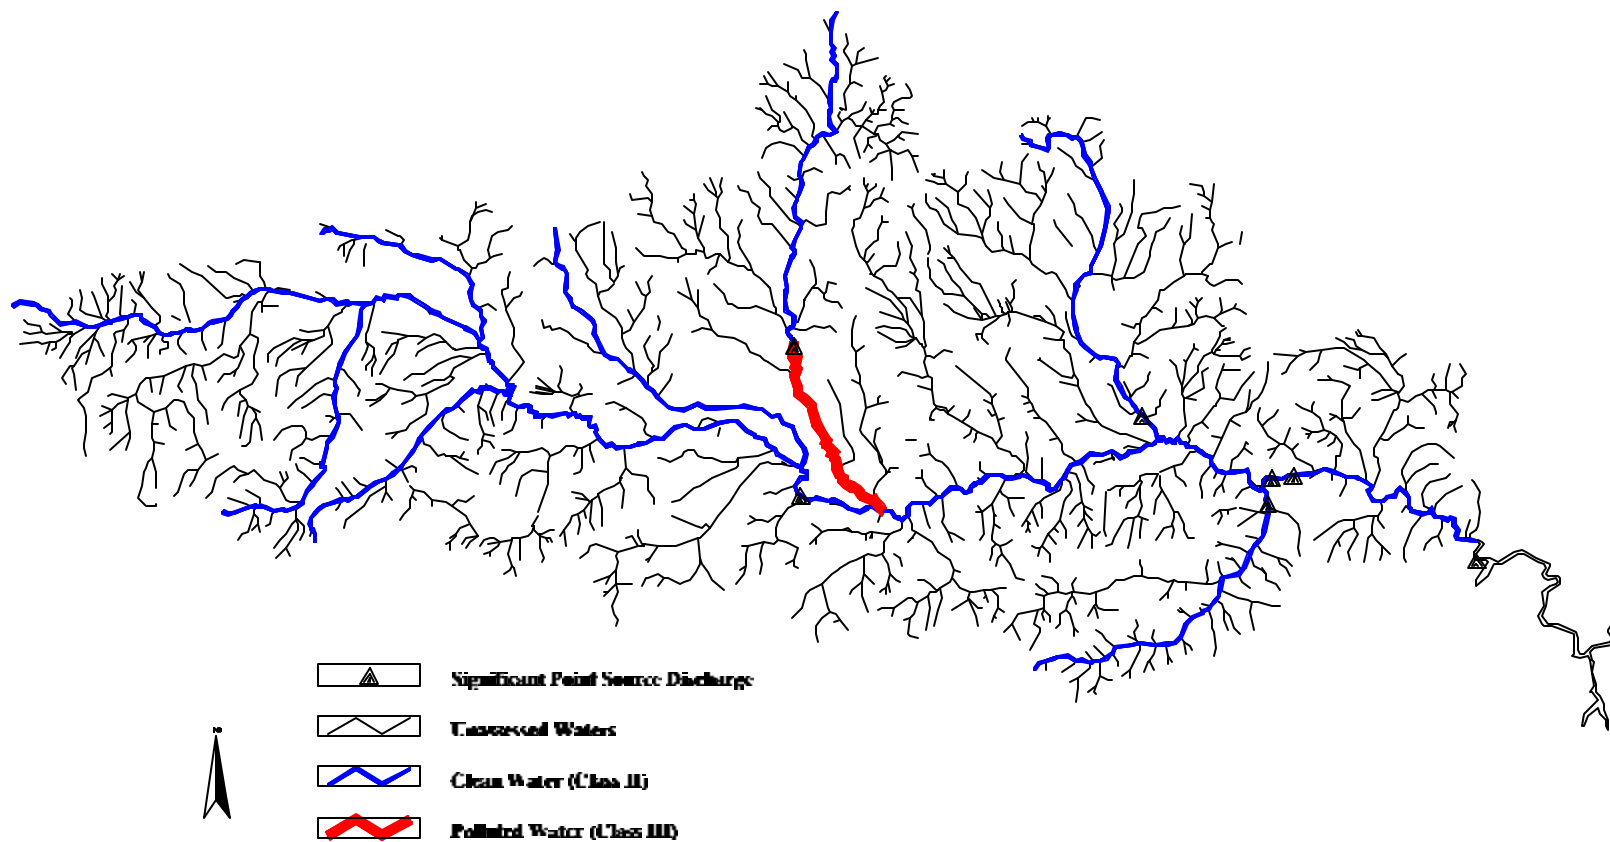 Significant Point Source Discharge
Unassessed Waters
Clean Water (Class II)
Polluted Water (Class III)